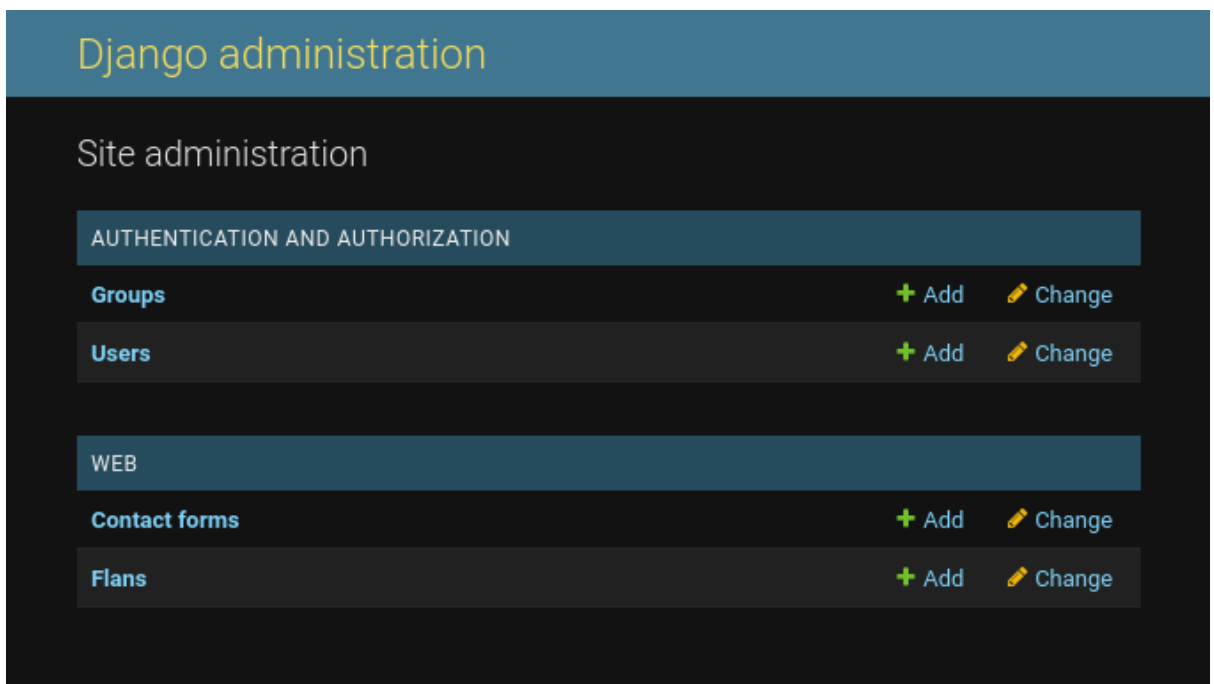 Django administration
Site administration
AUTHENTICATION AND AUTHORIZATION
Groups Add Change
Users Add Change
WEB
Contact forms Add Change
Flans Add Change